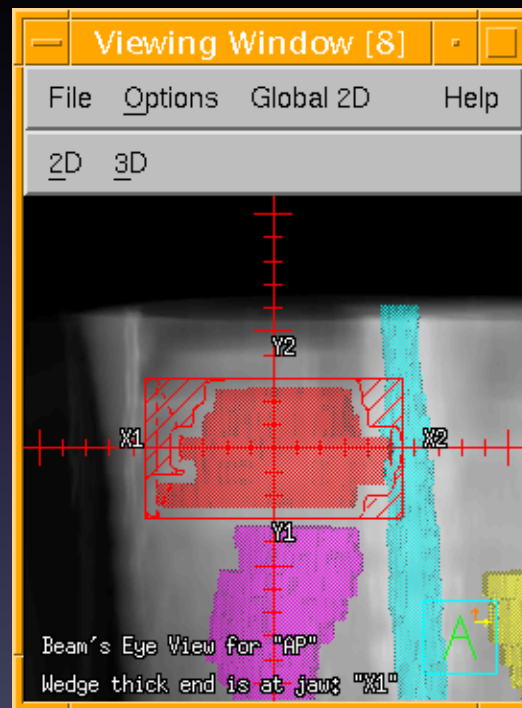 Viewing Window [8]
File Options Global 2D Help
2D 3D
Y2
X1 X2
Y1
A
Beam's Eye View for "AP"
Wedge thick end is at jaw: "X1"